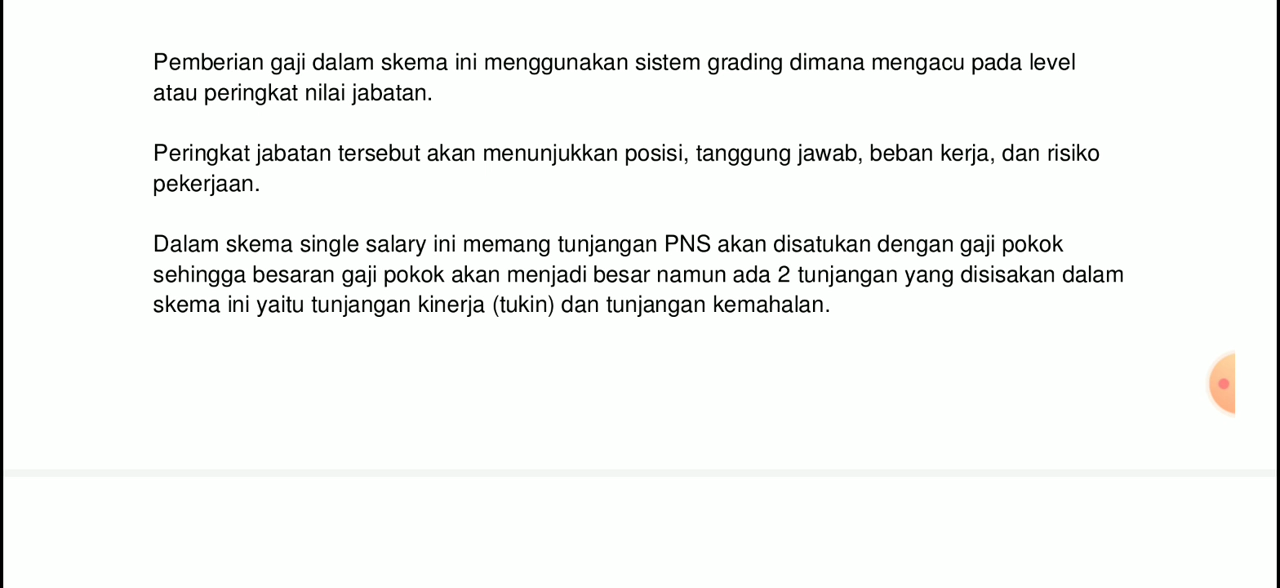 Pemberian gaji dalam skema ini menggunakan sistem grading dimana mengacu pada level
atau peringkat nilai jabatan.
Peringkat jabatan tersebut akan menunjukkan posisi, tanggung jawab, beban kerja, dan risiko
pekerjaan.
Dalam skema single salary ini memang tunjangan PNS akan disatukan dengan gaji pokok
sehingga besaran gaji pokok akan menjadi besar namun ada 2 tunjangan yang disisakan dalam
skema ini yaitu tunjangan kinerja (tukin) dan tunjangan kemahalan.